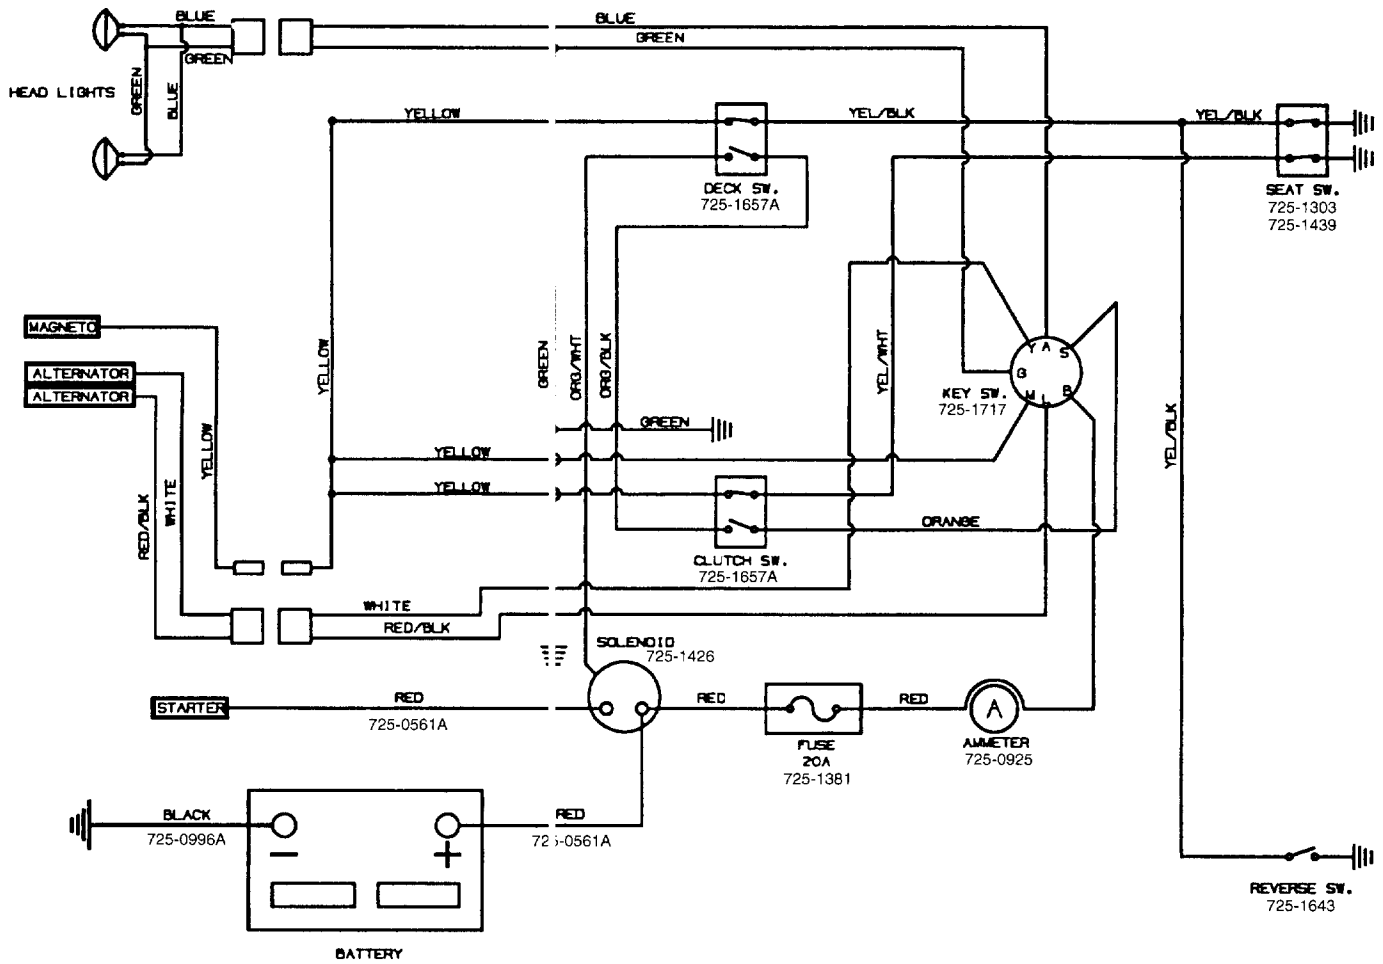 BLUE
BLUE
GREEN
GREEN
HEAD LIGHTS
GREEN
BLUE
YELLOW
YEL/BLK
YEL/BLK
DECK SW.
725-1657A
SEAT SW.
725-1303
725-1439
MAGNETO
ALTERNATOR
ALTERNATOR
YELLOW
GREEN
ORG/WHT
ORG/BLK
YEL/WHT
Y A S
G
M L B
KEY SW.
725-1717
GREEN
YELLOW
YELLOW
YELLOW
YEL/BLK
RED/BLK
WHITE
ORANGE
CLUTCH SW.
725-1657A
WHITE
RED/BLK
SOLENOID
725-1426
STARTER
RED
725-0561A
RED
RED
A
FUSE
20A
725-1381
AMMETER
725-0925
BLACK
725-0996A
RED
725-0561A
− +
BATTERY
REVERSE SW.
725-1643